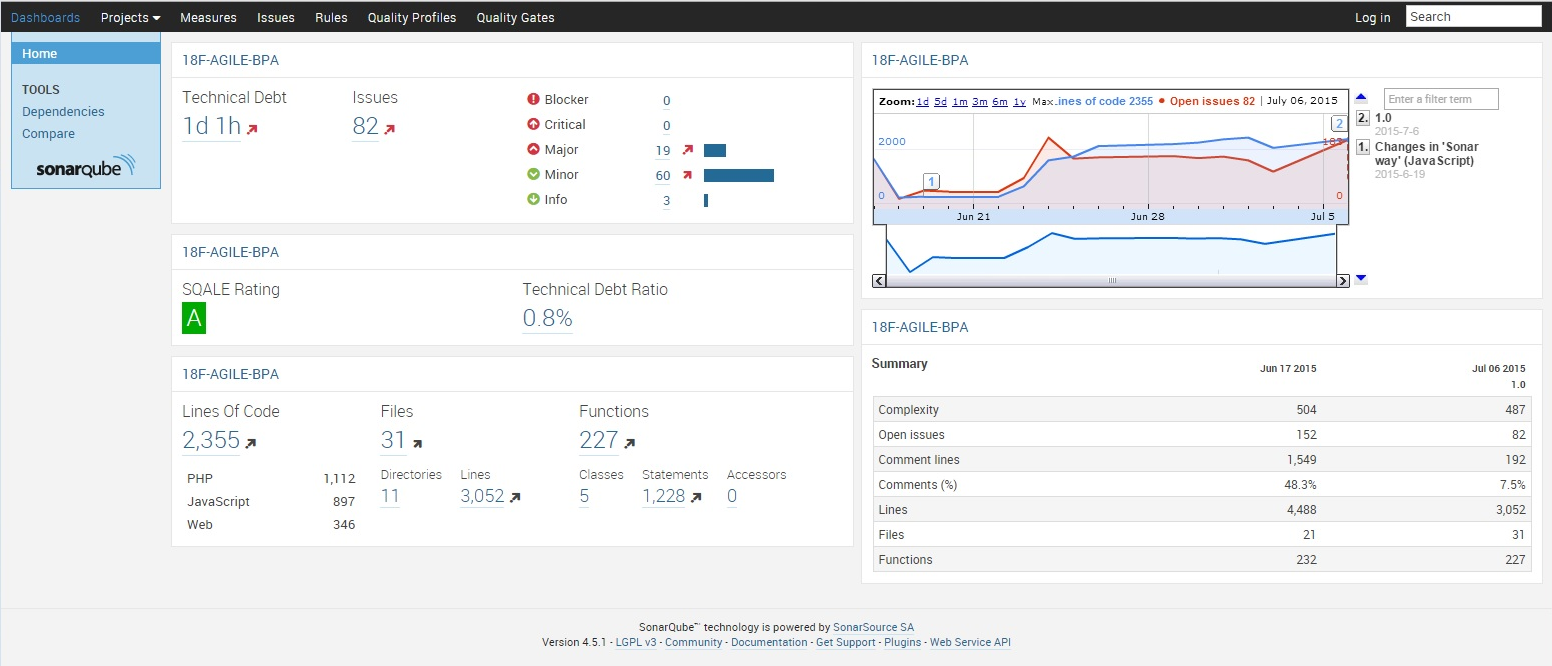 Dashboards Projects Measures Issues Rules Quality Profiles Quality Gates Log in Search
Home
TOOLS
Dependencies
Compare
sonarqube
18F-AGILE-BPA
Technical Debt Issues
1d 1h 82
Blocker 0
Critical 0
Major 19
Minor 60
Info 3
18F-AGILE-BPA
SQALE Rating Technical Debt Ratio
A 0.8%
18F-AGILE-BPA
Lines Of Code Files Functions
2,355 31 227
PHP 1,112
JavaScript 897
Web 346
Directories Lines Classes Statements Accessors
11 3,052 5 1,228 0
18F-AGILE-BPA
Zoom: 1d 5d 1m 3m 6m 1y Max .ines of code 2355 Open issues 82 | July 06, 2015
2000
0
1
2
0
Jun 21 Jun 28 Jul 5
Enter a filter term
2. 1.0
2015-7-6
1. Changes in 'Sonar
way' (JavaScript)
2015-6-19
18F-AGILE-BPA
Summary Jun 17 2015 Jul 06 2015
1.0
Complexity 504 487
Open issues 152 82
Comment lines 1,549 192
Comments (%) 48.3% 7.5%
Lines 4,488 3,052
Files 21 31
Functions 232 227
SonarQube™ technology is powered by SonarSource SA
Version 4.5.1 - LGPL v3 - Community - Documentation - Get Support - Plugins - Web Service API